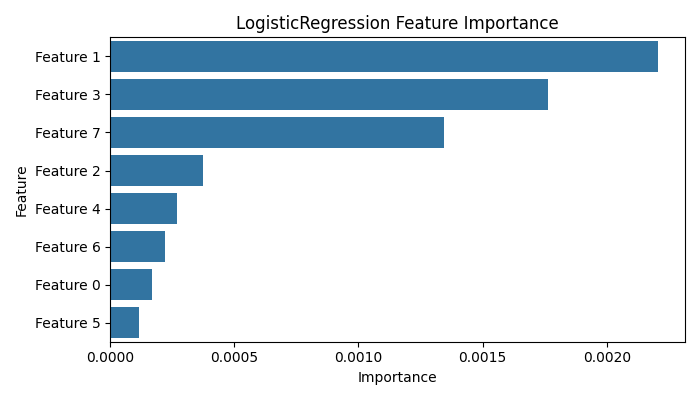 LogisticRegression Feature Importance
Feature 1
Feature 3
Feature 7
Feature 2
Feature 4
Feature 6
Feature 0
Feature 5
Feature
0.0000 0.0005 0.0010 0.0015 0.0020
Importance